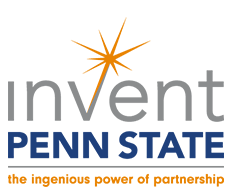 invent
PENN STATE
the ingenious power of partnership